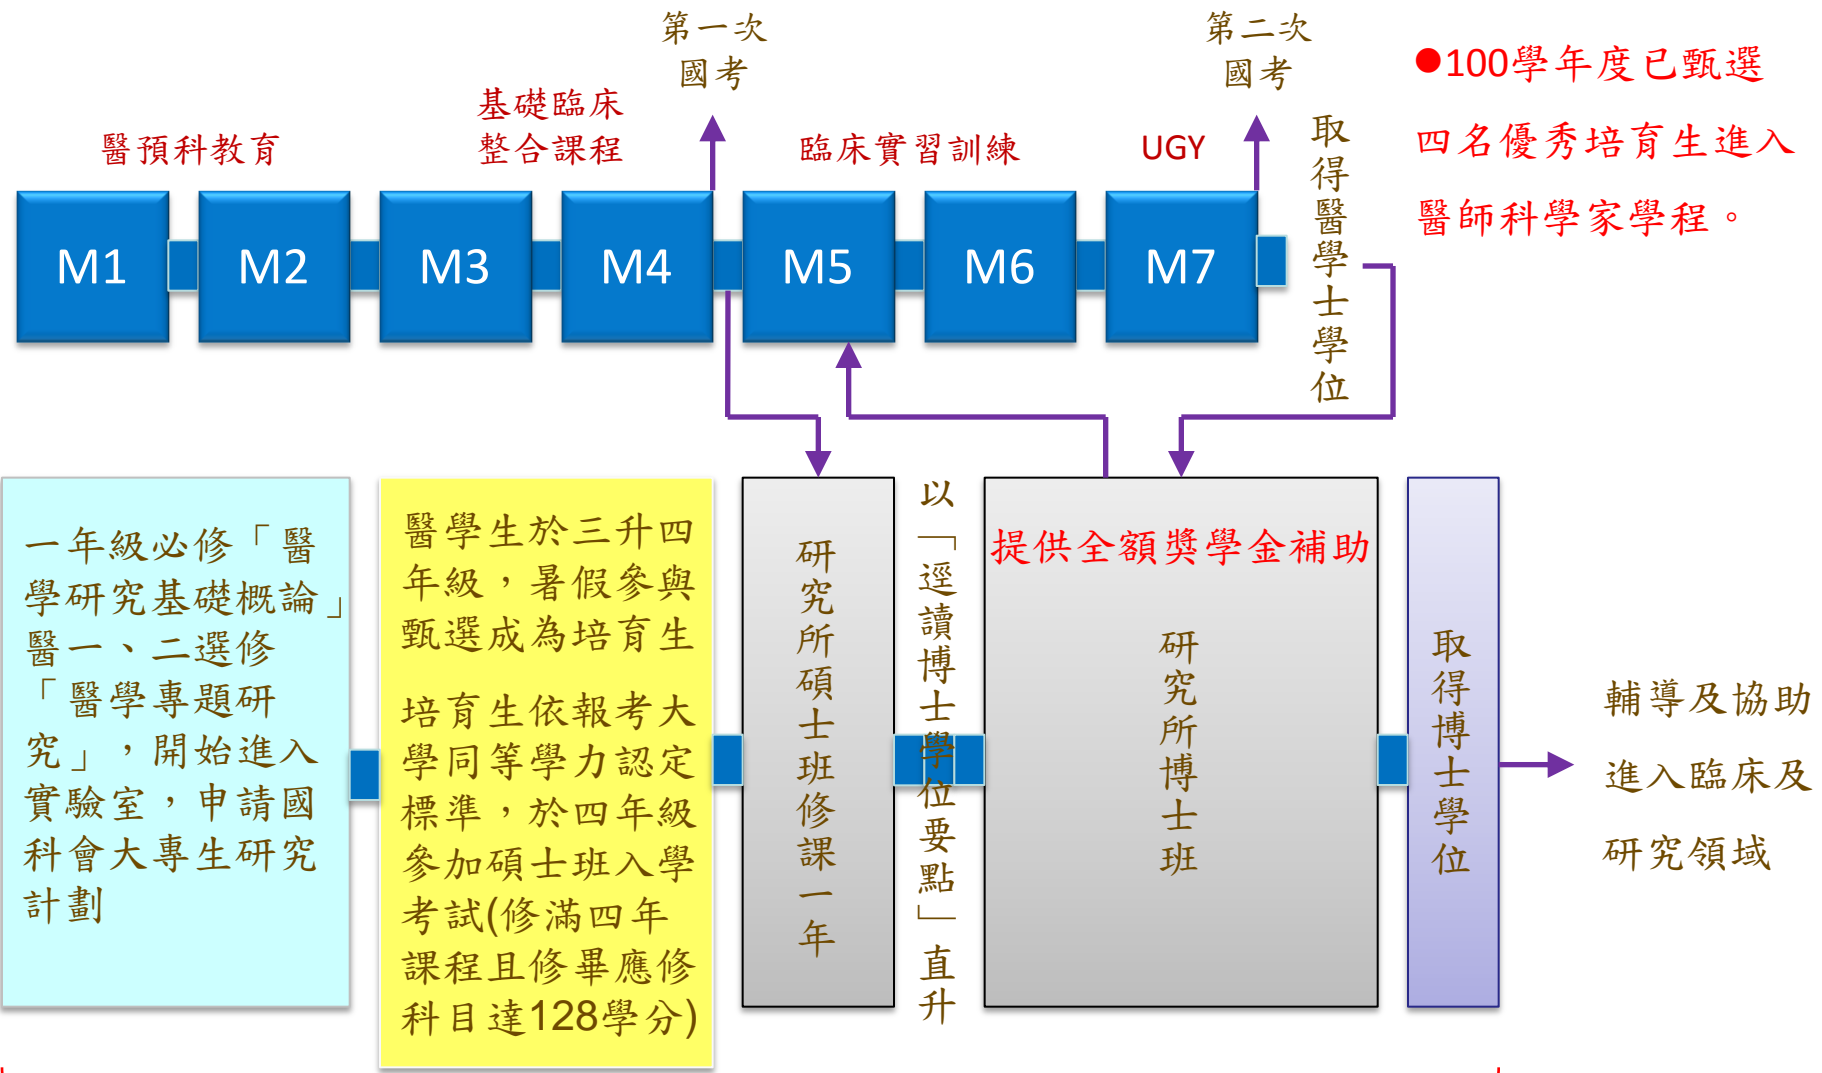 第一次
國考
第二次
國考
●100學年度已甄選
四名優秀培育生進入
醫師科學家學程。
醫預科教育
基礎臨床
整合課程
臨床實習訓練
UGY
取得醫學士學位
M1
M2
M3
M4
M5
M6
M7
一年級必修「醫
學研究基礎概論」
醫一、二選修
「醫學專題研
究」，開始進入
實驗室，申請國
科會大專生研究
計劃
醫學生於三升四
年級，暑假參與
甄選成為培育生
培育生依報考大
學同等學力認定
標準，於四年級
參加碩士班入學
考試(修滿四年
課程且修畢應修
科目達128學分)
研究所碩士班修課一年
以「逕讀博士學位要點」直升
提供全額獎學金補助
研究所博士班
取得博士學位
輔導及協助
進入臨床及
研究領域